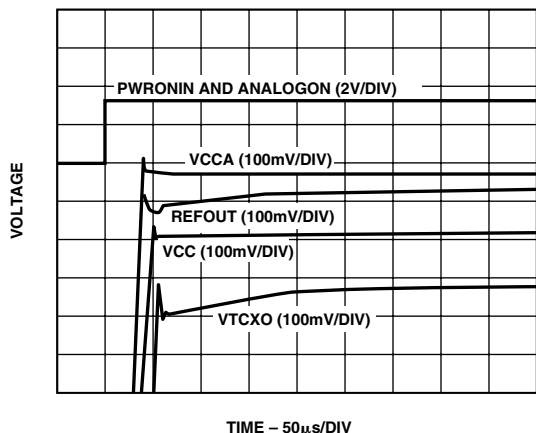 PWRONIN AND ANALOGON (2V/DIV)
VCCA (100mV/DIV)
REFOUT (100mV/DIV)
VCC (100mV/DIV)
VTCXO (100mV/DIV)
VOLTAGE
TIME – 50μs/DIV